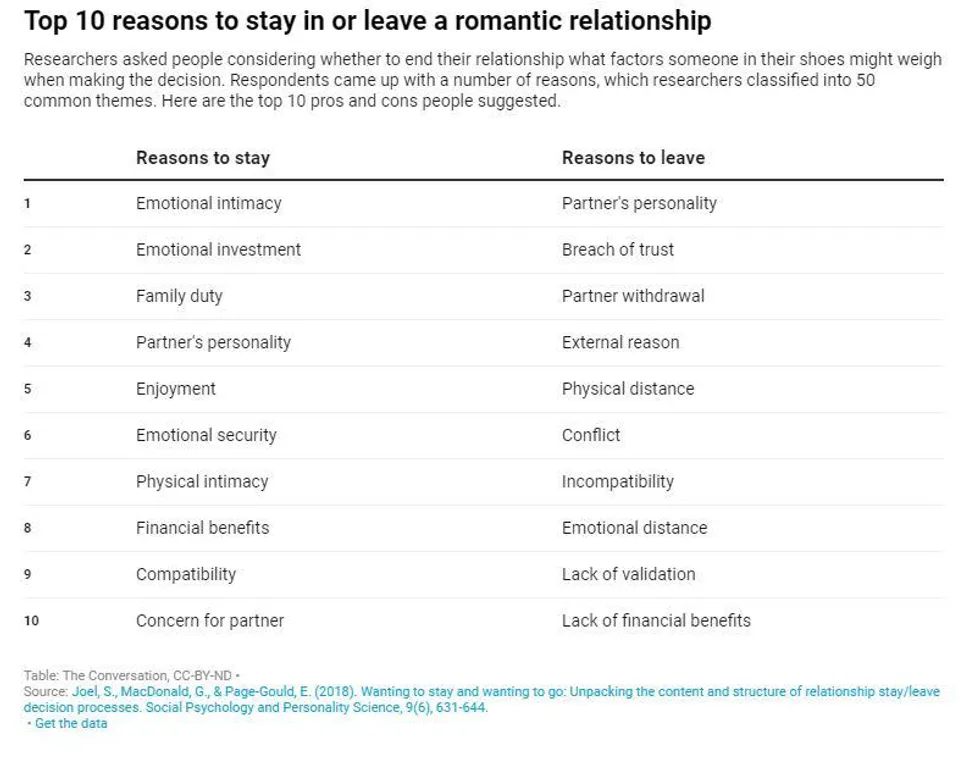 Top 10 reasons to stay in or leave a romantic relationship
Researchers asked people considering whether to end their relationship what factors someone in their shoes might weigh
when making the decision. Respondents came up with a number of reasons, which researchers classified into 50
common themes. Here are the top 10 pros and cons people suggested.
Reasons to stay Reasons to leave
1 Emotional intimacy Partner's personality
2 Emotional investment Breach of trust
3 Family duty Partner withdrawal
4 Partner's personality External reason
5 Enjoyment Physical distance
6 Emotional security Conflict
7 Physical intimacy Incompatibility
8 Financial benefits Emotional distance
9 Compatibility Lack of validation
10 Concern for partner Lack of financial benefits
Table: The Conversation, CC-BY-ND •
Source: Joel, S., MacDonald, G., & Page-Gould, E. (2018). Wanting to stay and wanting to go: Unpacking the content and structure of relationship stay/leave
decision processes. Social Psychology and Personality Science, 9(6), 631-644.
• Get the data